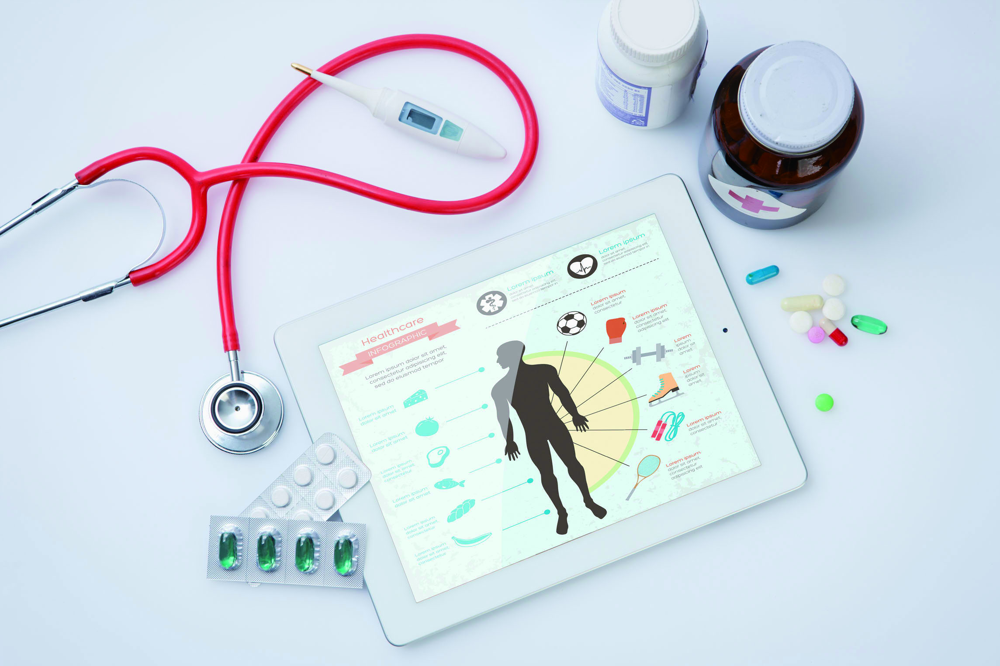 Healthcare
INFOGRAPHIC
Lorem ipsum dolor sit amet,
consectetur adipisicing elit,
sed do eiusmod tempor
Lorem ipsum
dolor sit amet,
consectetur adipisicing elit,
sed do eiusmod tempor in
Lorem ipsum
dolor sit amet,
consectetur adipisicing elit,
sed do eiusmod tempor in
Lorem ipsum
dolor sit amet
Lorem ipsum
dolor sit amet
Lorem ipsum
dolor sit amet,
consectetur
Lorem ipsum
dolor sit amet
Lorem ipsum
dolor sit amet,
consectetur
Lorem ipsum
dolor sit amet,
consectetur
Lorem ipsum
dolor sit amet,
consectetur
Lorem ipsum
dolor sit amet,
consectetur
adipisicing elit
Lorem
ipsum
dolor sit
amet
Lorem
ipsum
dolor sit
amet
Lorem ipsum
dolor sit amet,
consectetur
Lorem ipsum
dolor sit amet,
consectetur
adipisicing elit